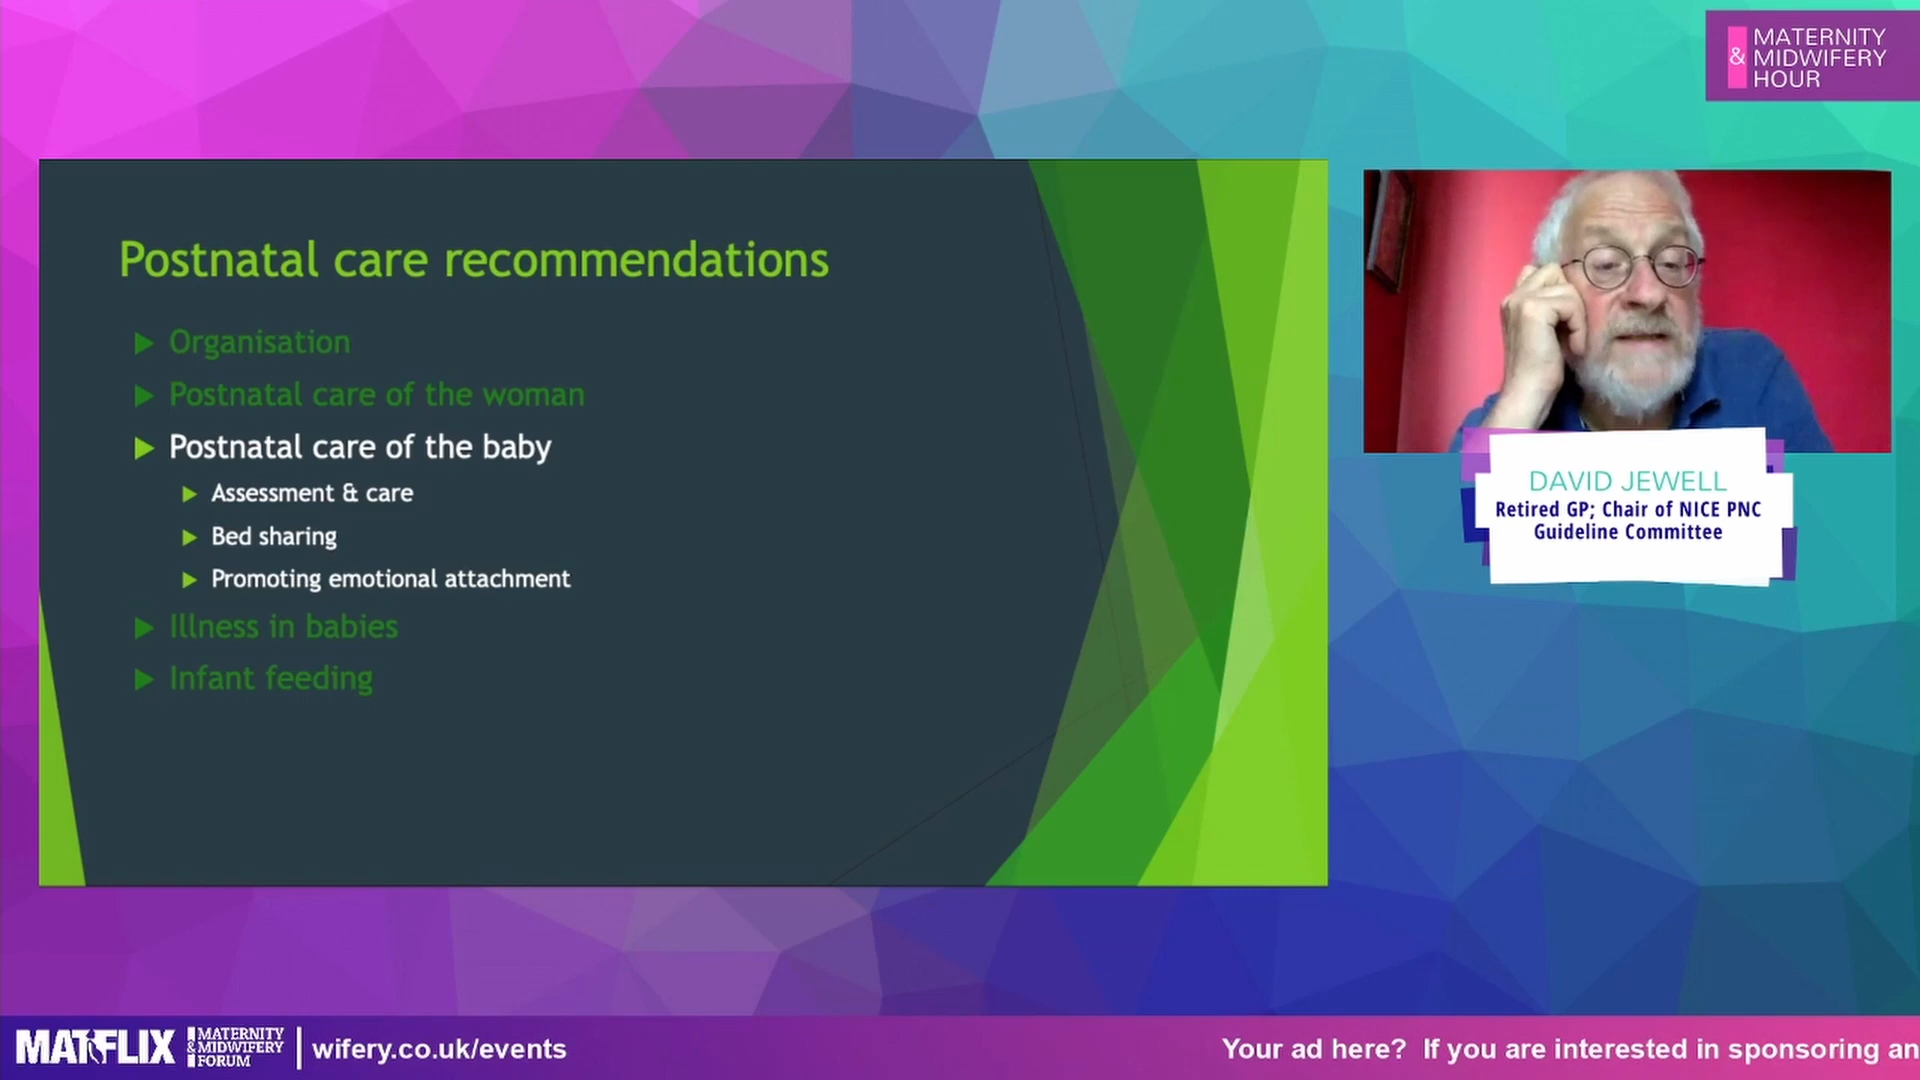 & MATERNITY
MIDWIFERY
HOUR
Postnatal care recommendations
Organisation
Postnatal care of the woman
Postnatal care of the baby
Assessment & care
Bed sharing
Promoting emotional attachment
Illness in babies
Infant feeding
DAVID JEWELL
Retired GP; Chair of NICE PNC
Guideline Committee
MATFLIX
MATERNITY
&MIDWIFERY
FORUM
wifery.co.uk/events
Your ad here? If you are interested in sponsoring an